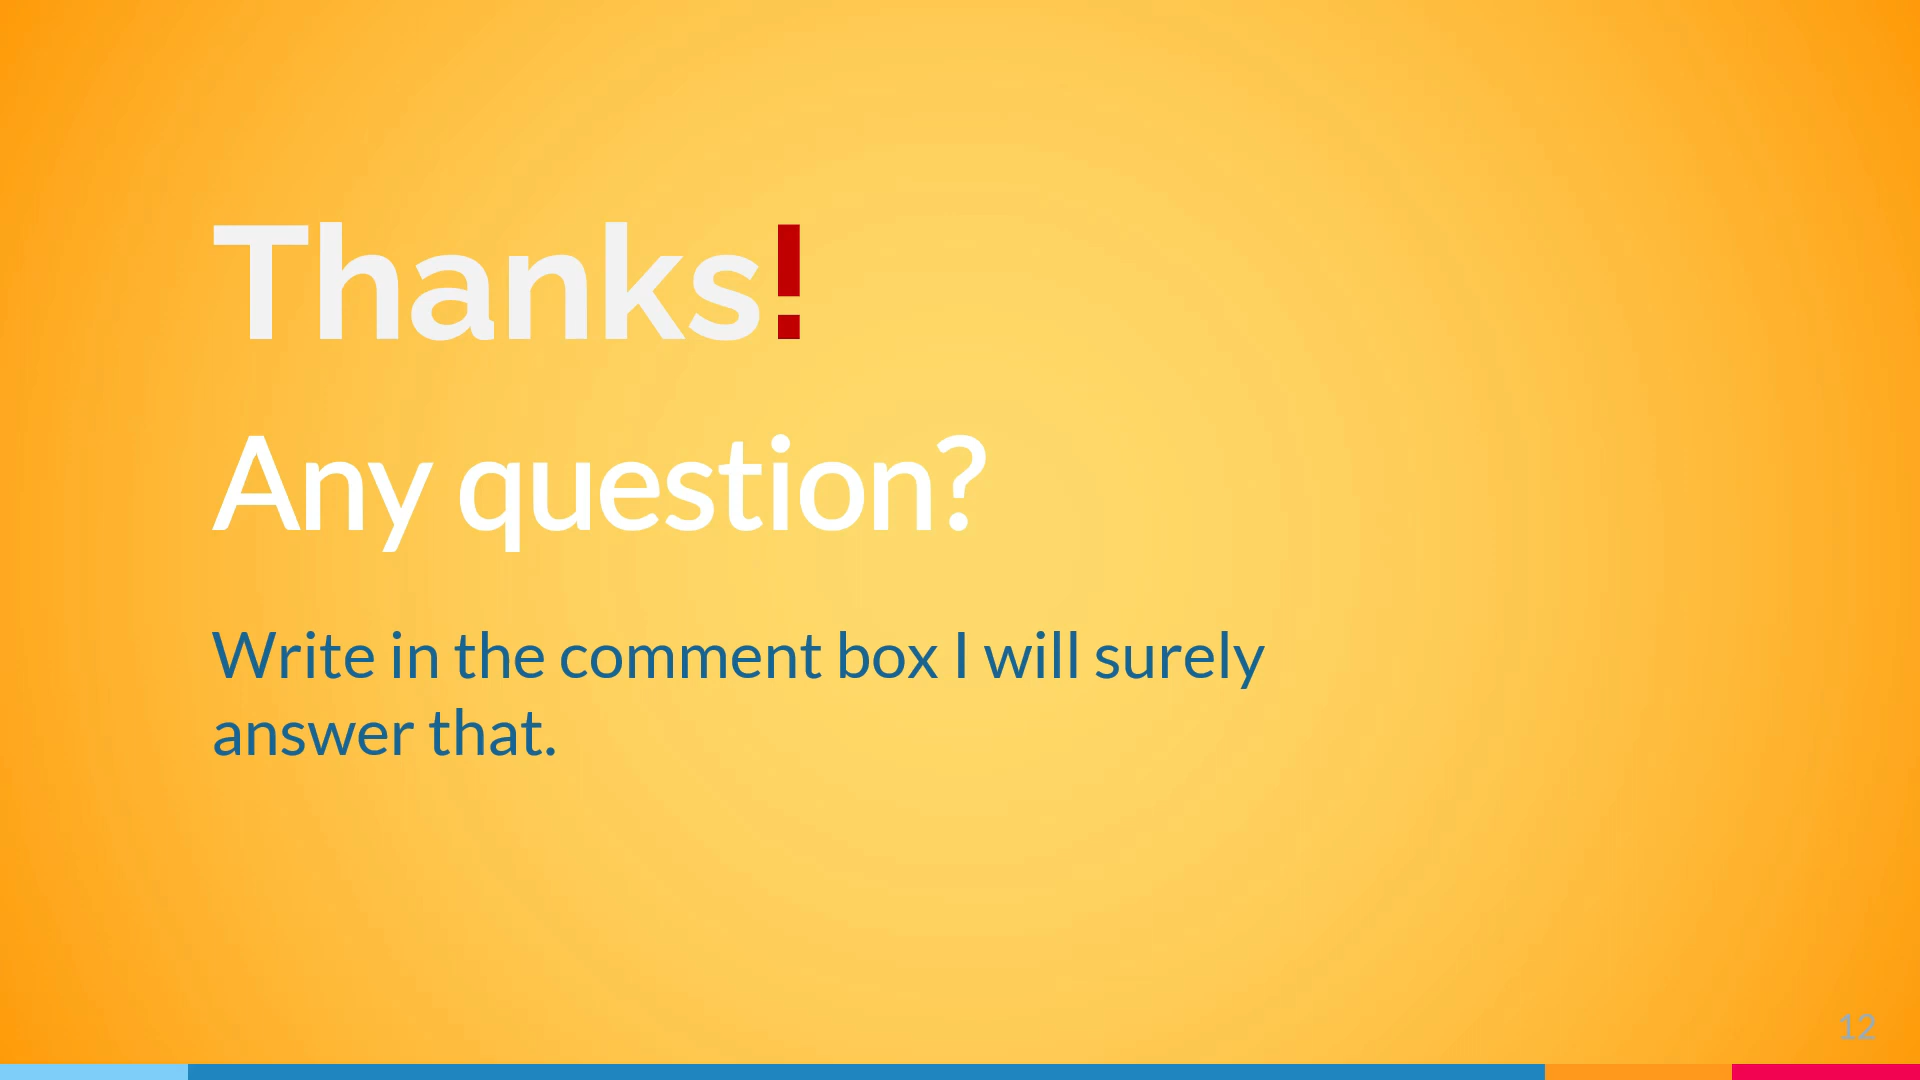 Thanks!
Any question?
Write in the comment box I will surely
answer that.
12